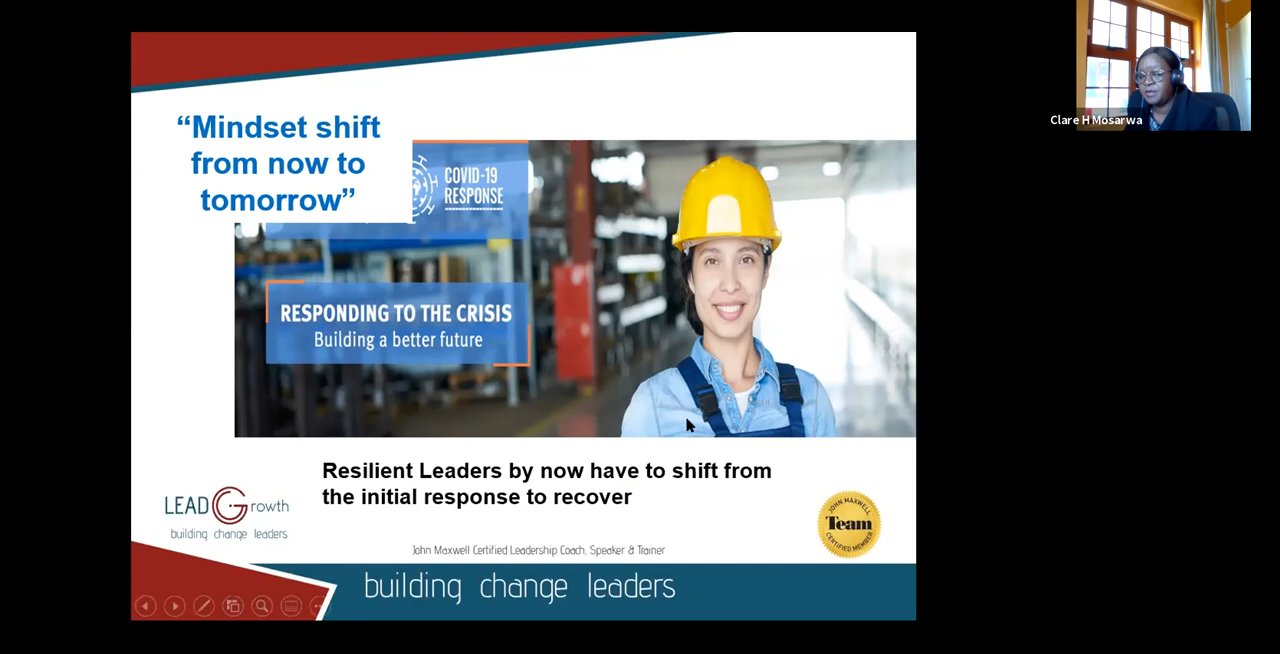 “Mindset shift
from now to
tomorrow”
COVID-19
RESPONSE
RESPONDING TO THE CRISIS
Building a better future
Resilient Leaders by now have to shift from
the initial response to recover
LEAD Growth
building change leaders
JOHN MAXWELL
Team
CERTIFIED MEMBER
John Maxwell Certified Leadership Coach, Speaker & Trainer
building change leaders
Clare H Mosarwa